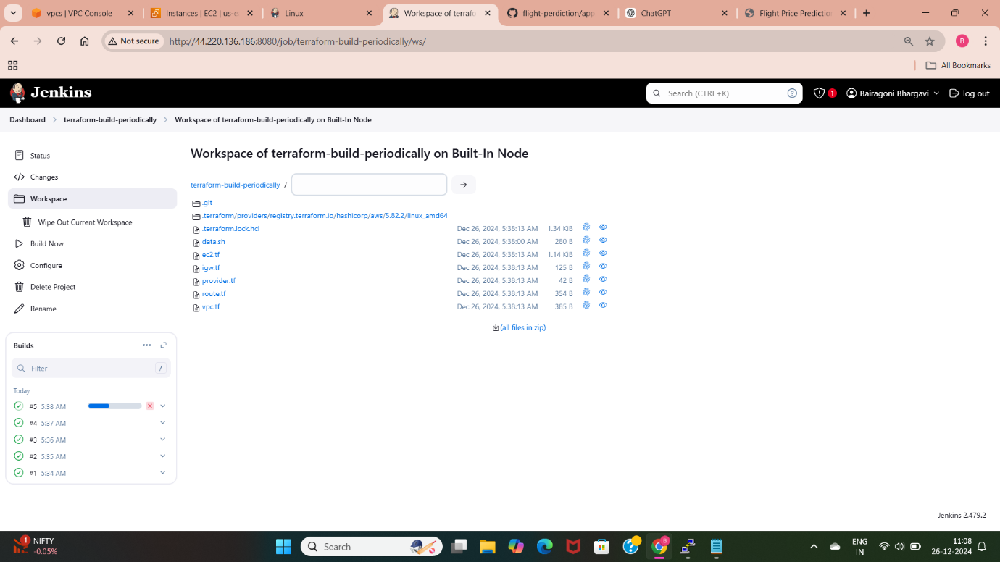 vpcs | VPC Console
Instances | EC2 | us-e
Linux
Workspace of terrafo
flight-perdiction/app
ChatGPT
Flight Price Prediction
Not secure
http://44.220.136.186:8080/job/terraform-build-periodically/ws/
B
All Bookmarks
Jenkins
Search (CTRL+K)
?
1
Bairagoni Bhargavi
log out
Dashboard
terraform-build-periodically
Workspace of terraform-build-periodically on Built-In Node
Status
Changes
Workspace
Wipe Out Current Workspace
Build Now
Configure
Delete Project
Rename
Builds
Filter
/
Today
#5 5:38 AM
#4 5:37 AM
#3 5:36 AM
#2 5:35 AM
#1 5:34 AM
Workspace of terraform-build-periodically on Built-In Node
terraform-build-periodically /
.git
.terraform/providers/registry.terraform.io/hashicorp/aws/5.82.2/linux_amd64
.terraform.lock.hcl Dec 26, 2024, 5:38:13 AM 1.34 KiB
data.sh Dec 26, 2024, 5:38:00 AM 280 B
ec2.tf Dec 26, 2024, 5:38:13 AM 1.14 KiB
igw.tf Dec 26, 2024, 5:38:13 AM 125 B
provider.tf Dec 26, 2024, 5:38:13 AM 42 B
route.tf Dec 26, 2024, 5:38:13 AM 354 B
vpc.tf Dec 26, 2024, 5:38:13 AM 385 B
(all files in zip)
Jenkins 2.479.2
1
NIFTY
-0.05%
Search
B
ENG
IN
11:08
26-12-2024